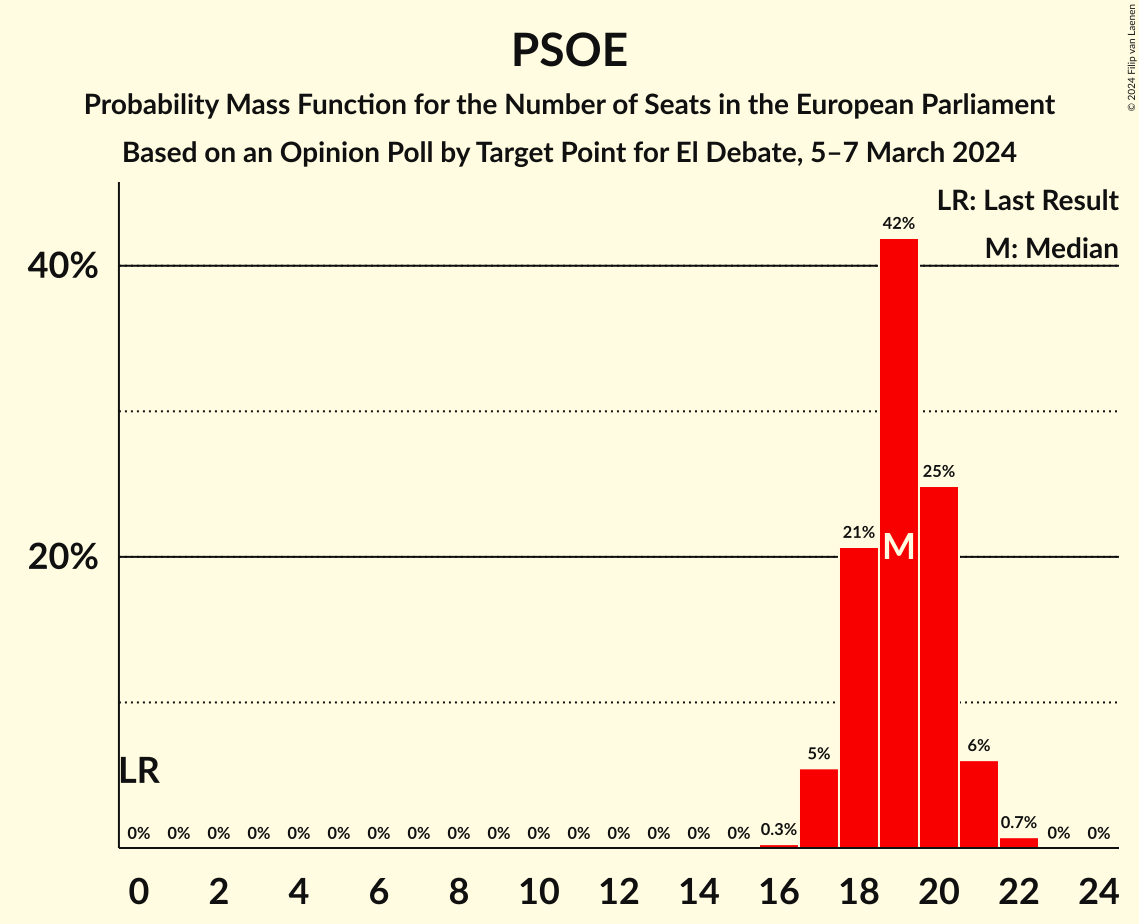 PSOE
Probability Mass Function for the Number of Seats in the European Parliament
Based on an Opinion Poll by Target Point for El Debate, 5–7 March 2024
© 2024 Filip van Laenen
LR: Last Result
M: Median
40%
20%
42%
25%
21%
M
5%
6%
LR
0% 0% 0% 0% 0% 0% 0% 0% 0% 0% 0% 0% 0% 0% 0% 0% 0.3% 0.7% 0% 0%
0 2 4 6 8 10 12 14 16 18 20 22 24